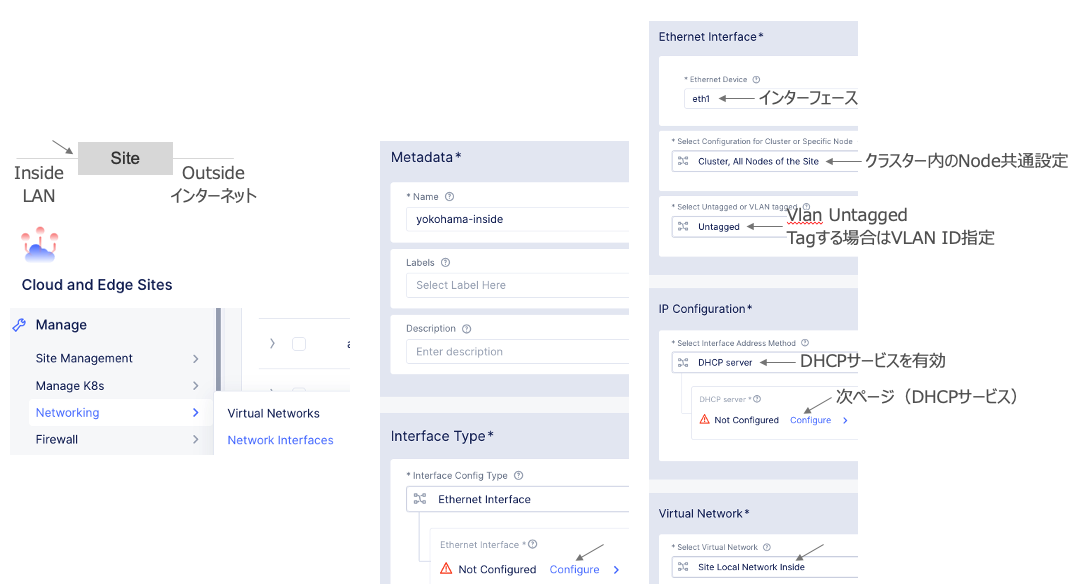 Site
Inside
LAN
Outside
インターネット
Cloud and Edge Sites
Manage
Site Management
Manage K8s
Networking
Firewall
Virtual Networks
Network Interfaces
a
Metadata*
* Name
yokohama-inside
Labels
Select Label Here
Description
Enter description
Interface Type*
* Interface Config Type
Ethernet Interface
Ethernet Interface *
Not Configured Configure
Ethernet Interface*
* Ethernet Device
eth1 インターフェース
* Select Configuration for Cluster or Specific Node
Cluster, All Nodes of the Site クラスター内のNode共通設定
* Select Untagged or VLAN tagged
Untagged Vlan Untagged
Tagする場合はVLAN ID指定
IP Configuration*
* Select Interface Address Method
DHCP server DHCPサービスを有効
DHCP server *
次ページ（DHCPサービス）
Not Configured Configure
Virtual Network*
* Select Virtual Network
Site Local Network Inside